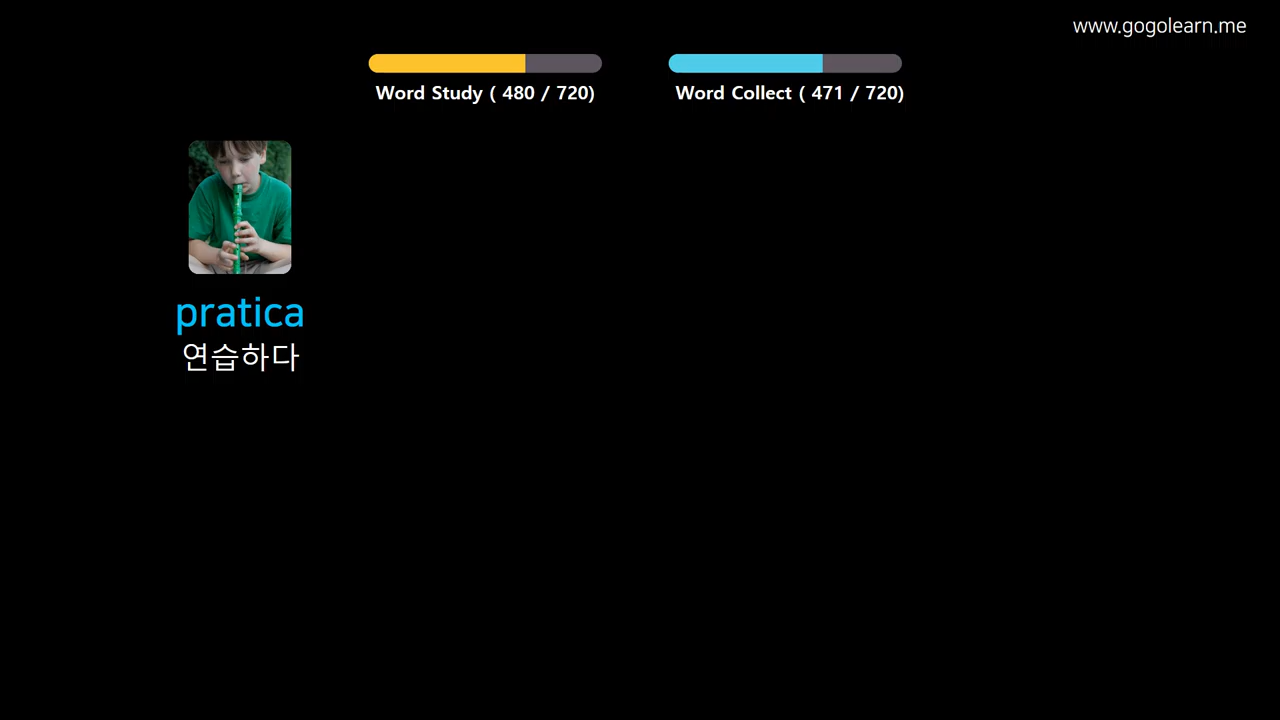 www.gogolearn.me
Word Study ( 480 / 720)
Word Collect ( 471 / 720)
pratica
연습하다